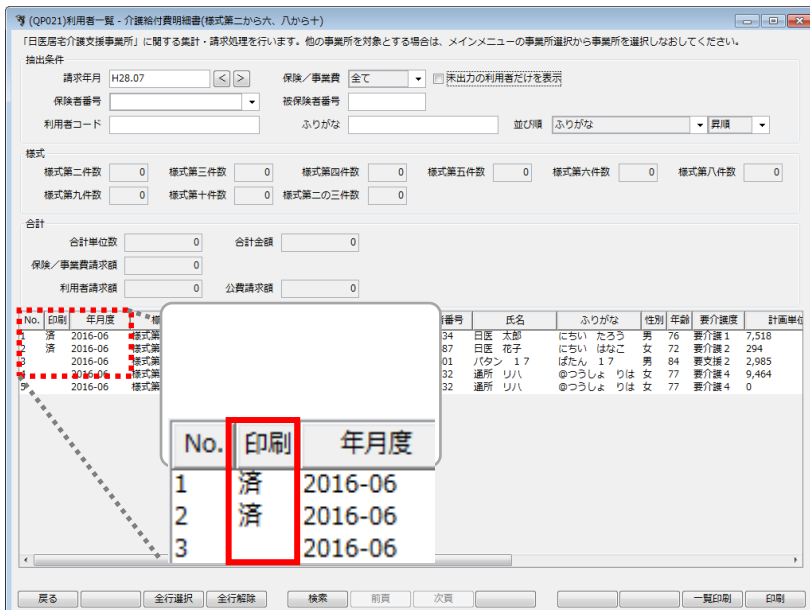 (QP021)利用者一覧 - 介護給付費明細書(様式第二から六、八から十)
「日医居宅介護支援事業所」に関する集計・請求処理を行います。他の事業所を対象とする場合は、メインメニューの事業所選択から事業所を選択しなおしてください。
抽出条件
請求年月 H28.07 < > 保険／事業費 全て 未出力の利用者だけを表示
保険者番号 被保険者番号
利用者コード ふりがな 並び順 ふりがな 昇順
様式
様式第二件数 0 様式第三件数 0 様式第四件数 0 様式第五件数 0 様式第六件数 0 様式第八件数 0
様式第九件数 0 様式第十件数 0 様式第二の三件数 0
合計
合計単位数 0 合計金額 0
保険／事業費請求額 0
利用者請求額 0 公費請求額 0
No. 印刷 年月度 番号 氏名 ふりがな 性別 年齢 要介護度 計画単位
1 済 2016-06 様式第 34 日医 太郎 にちい たろう 男 76 要介護1 7,518
2 済 2016-06 様式第 87 日医 花子 にちい はなこ 女 72 要介護2 294
3 2016-06 様式第 01 パタン 17 ぱたん 17 男 84 要支援2 2,985
2016-06 様式第 32 通所 リハ @つうしょ りは 女 77 要介護4 9,464
5 2016-06 様式第 32 通所 リハ @つうしょ りは 女 77 要介護4 0
No. 印刷 年月度
1 済 2016-06
2 済 2016-06
3 2016-06
戻る 全行選択 全行解除 検索 前頁 次頁 一覧印刷 印刷